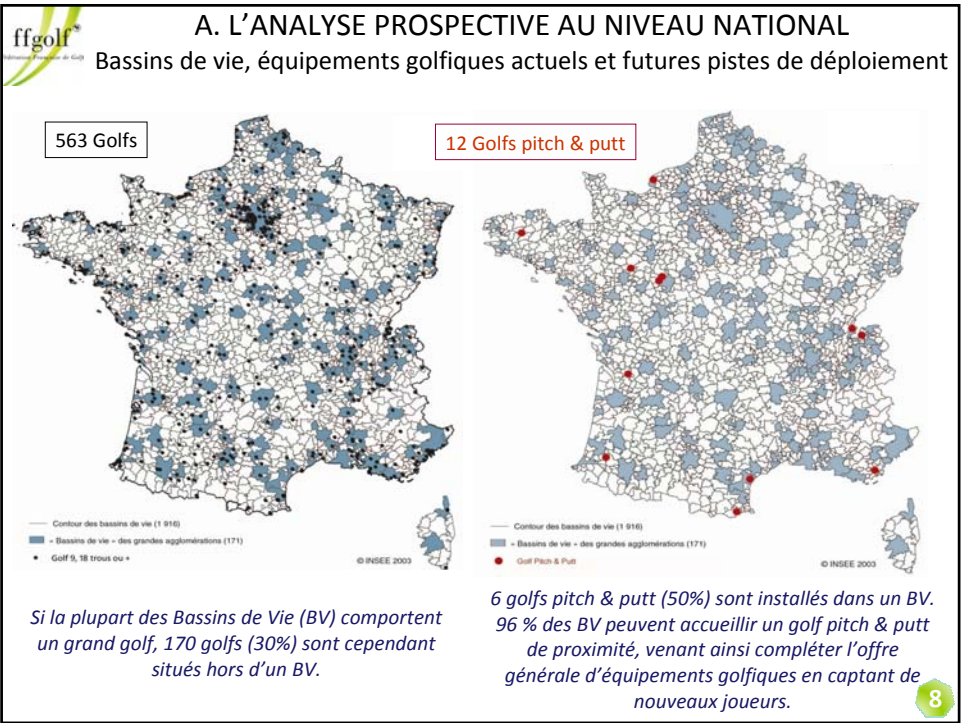 ffgolf
Fédération Française de Golf
A. L'ANALYSE PROSPECTIVE AU NIVEAU NATIONAL
Bassins de vie, équipements golfiques actuels et futures pistes de déploiement
563 Golfs
12 Golfs pitch & putt
Contour des bassins de vie (1 916)
« Bassins de vie » des grandes agglomérations (171)
Golf 9, 18 trous ou +
© INSEE 2003
Contour des bassins de vie (1 916)
« Bassins de vie » des grandes agglomérations (171)
Golf Pitch & Putt
© INSEE 2003
Si la plupart des Bassins de Vie (BV) comportent
un grand golf, 170 golfs (30%) sont cependant
situés hors d'un BV.
6 golfs pitch & putt (50%) sont installés dans un BV.
96 % des BV peuvent accueillir un golf pitch & putt
de proximité, venant ainsi compléter l'offre
générale d'équipements golfiques en captant de
nouveaux joueurs.
8